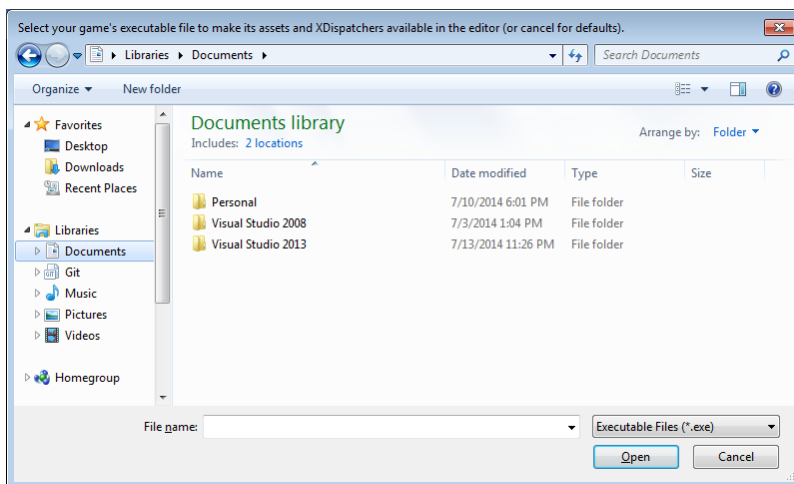 Select your game's executable file to make its assets and XDispatchers available in the editor (or cancel for defaults).
Libraries Documents Search Documents
Organize New folder
Favorites
Desktop
Downloads
Recent Places
Libraries
Documents
Git
Music
Pictures
Videos
Homegroup
Documents library
Includes: 2 locations
Arrange by: Folder
Name Date modified Type Size
Personal 7/10/2014 6:01 PM File folder
Visual Studio 2008 7/3/2014 1:04 PM File folder
Visual Studio 2013 7/13/2014 11:26 PM File folder
File name: Executable Files (*.exe)
Open Cancel